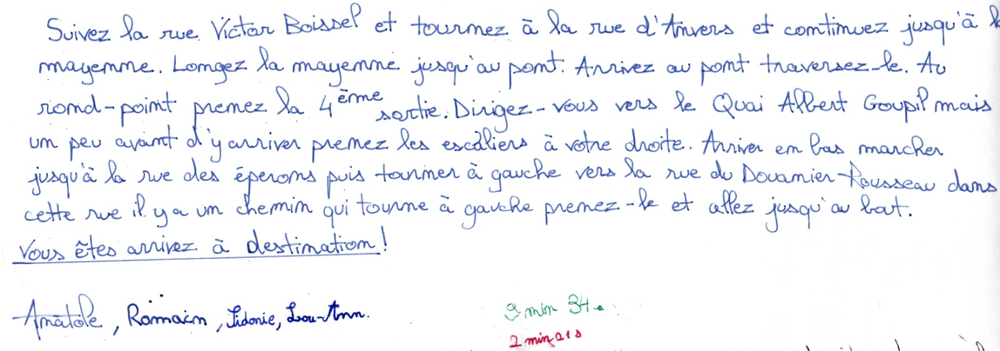 Suivez la rue Victor Boissel et tournez à la rue d'Anvers et continuez jusqu'à l
mayenne. Longez la mayenne jusqu'au pont. Arrivez au pont traversez-le. Au
rond-point prenez la 4ème sortie. Dirigez-vous vers le Quai Albert Goupil mais
un peu avant d'y arriver prenez les escaliers à votre droite. Arriver en bas marcher
jusqu'à la rue des éperons puis tourner à gauche vers la rue du Douanier-Rousseau dans
cette rue il y a un chemin qui tourne à gauche prenez-le et allez jusqu'au bout.
Vous êtes arrivez à destination!
Anatole, Romain, Sidonie, Lou-Ann.
9 min 34 s
2 min 21 s